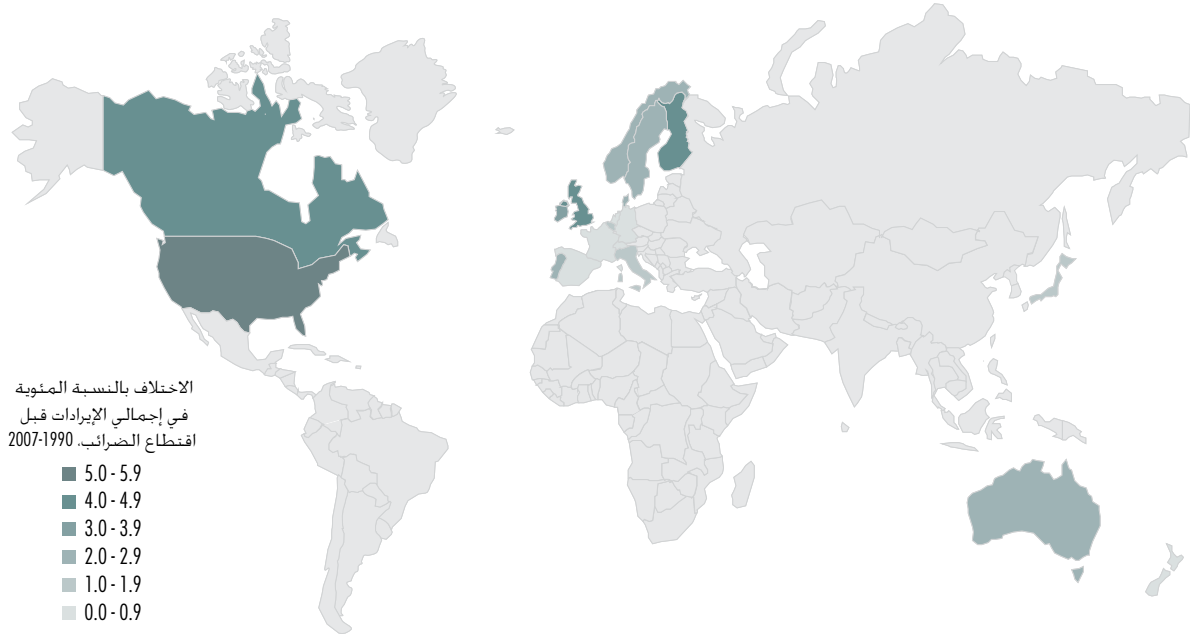 الاختلاف بالنسبة المئوية
في إجمالي الإيرادات قبل
اقتطاع الضرائب، 1990-2007
5.0 - 5.9
4.0 - 4.9
3.0 - 3.9
2.0 - 2.9
1.0 - 1.9
0.0 - 0.9